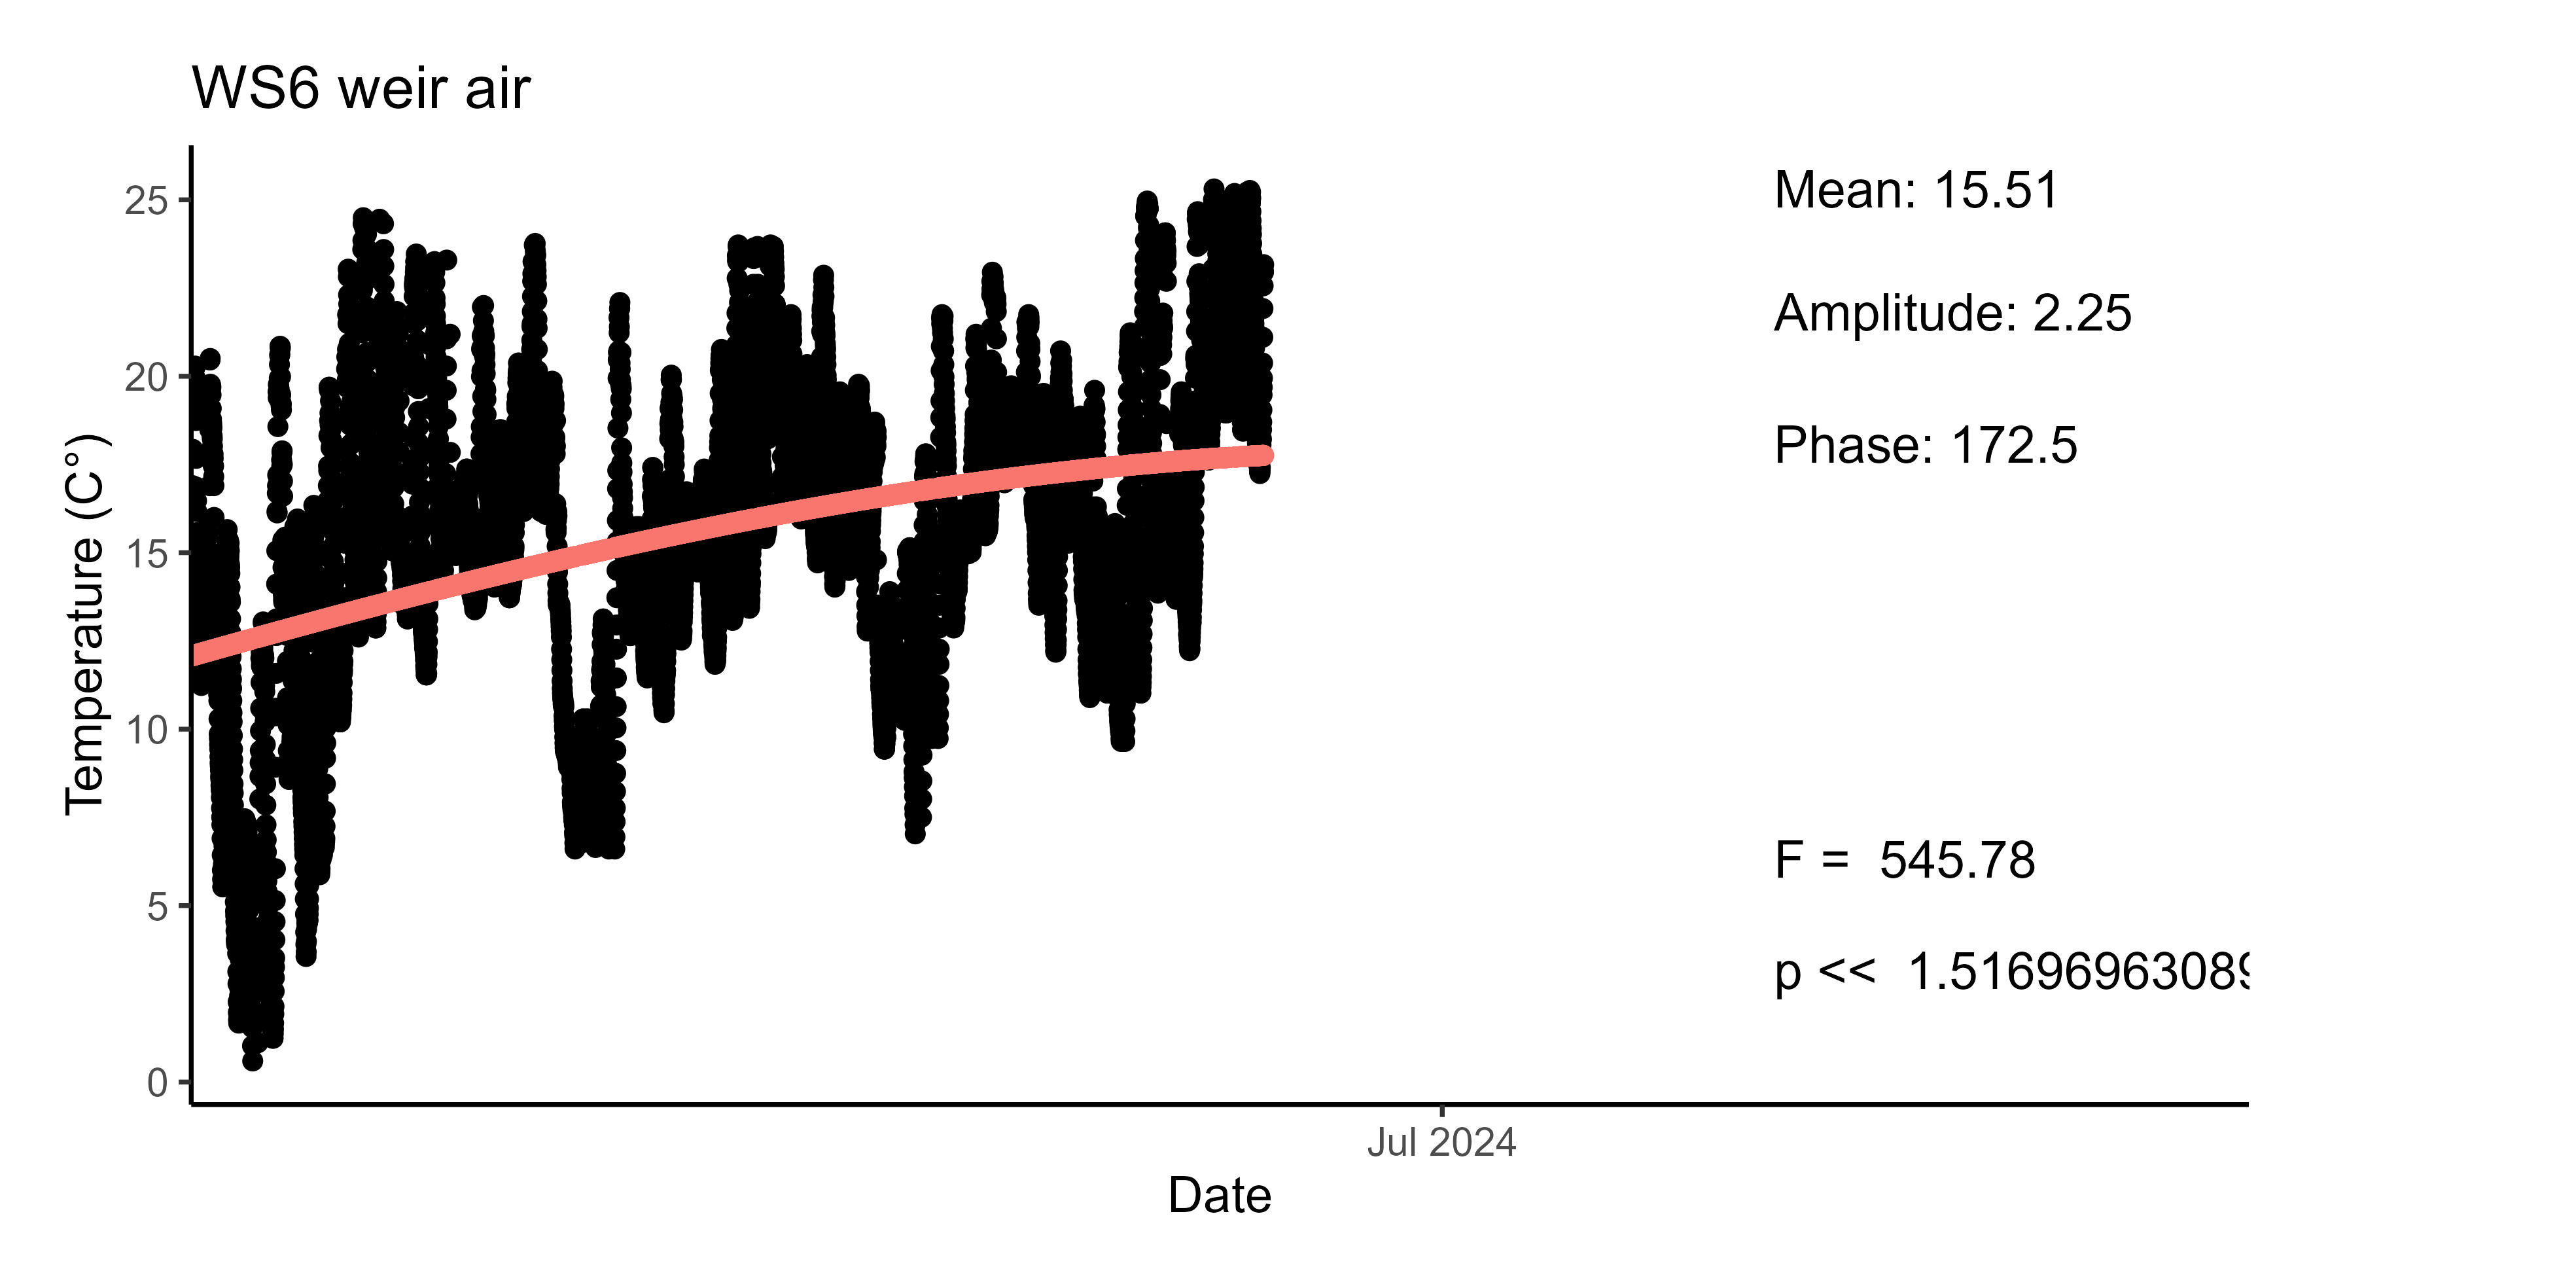 WS6 weir air
Temperature (C°)
25
20
15
10
5
0
Mean: 15.51
Amplitude: 2.25
Phase: 172.5
F = 545.78
p << 1.516969963089
Jul 2024
Date